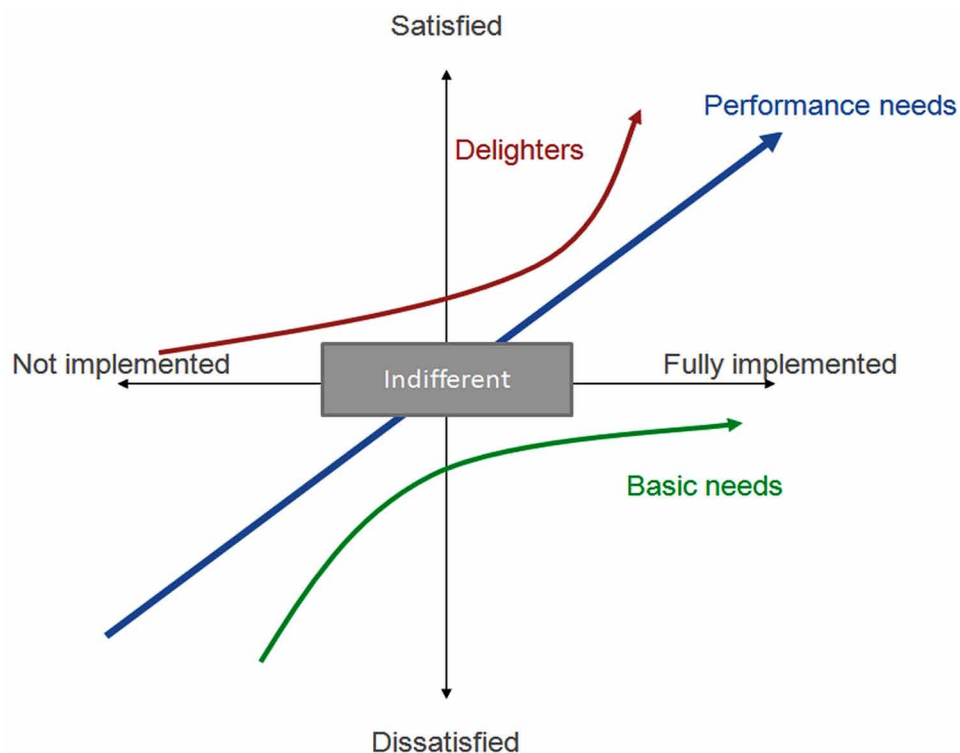 Satisfied
Performance needs
Delighters
Not implemented
Indifferent
Fully implemented
Basic needs
Dissatisfied